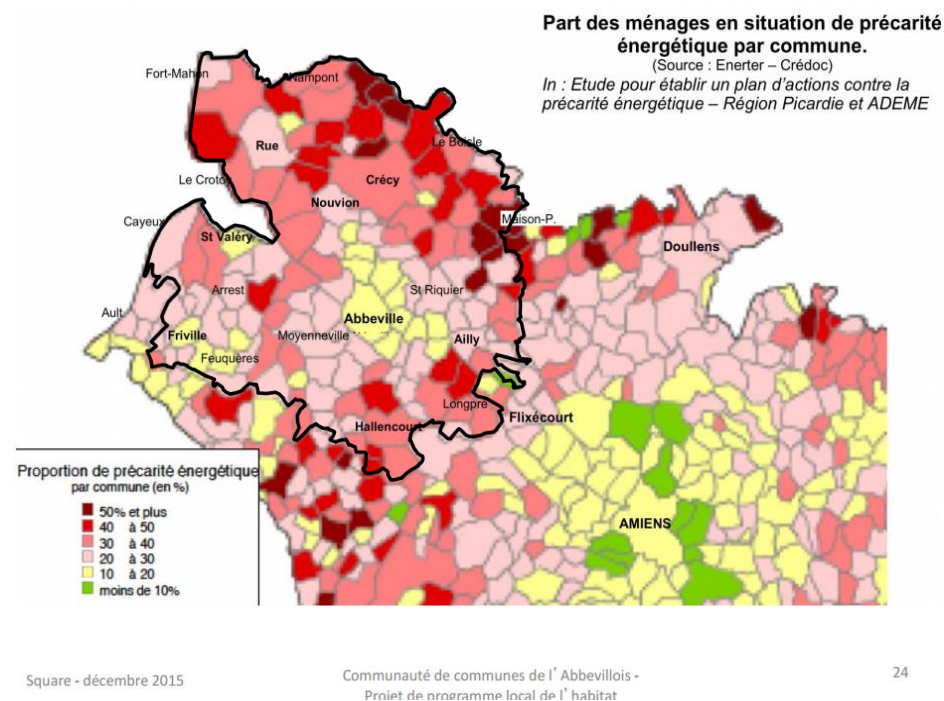 Part des ménages en situation de précarité
énergétique par commune.
(Source : Enerter – Crédoc)
In : Etude pour établir un plan d'actions contre la
précarité énergétique – Région Picardie et ADEME
Fort-Mahon
Nampont
Rue
Le Boisle
Le Crotoy
Crécy
Nouvion
Cayeux
Maison-P.
St Valéry
Doullens
Arrest
St Riquier
Ault
Abbeville
Friville
Moyenneville
Ailly
Feuquères
Longpré
Flixécourt
Hallencourt
AMIENS
Proportion de précarité énergétique
par commune (en %)
50% et plus
40 à 50
30 à 40
20 à 30
10 à 20
moins de 10%
Square - décembre 2015
Communauté de communes de l' Abbevillois -
Projet de programme local de l' habitat
24